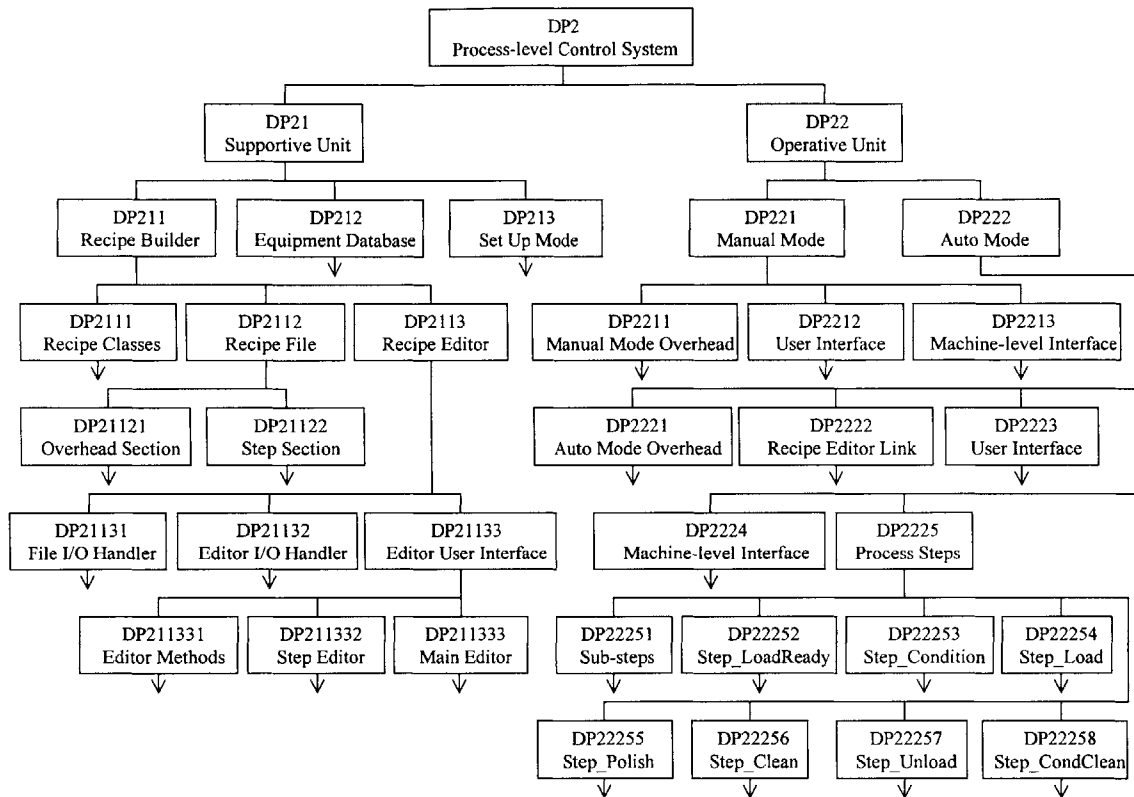 DP2
Process-level Control System
DP21
Supportive Unit
DP22
Operative Unit
DP211
Recipe Builder
DP212
Equipment Database
DP213
Set Up Mode
DP221
Manual Mode
DP222
Auto Mode
DP2111
Recipe Classes
DP2112
Recipe File
DP2113
Recipe Editor
DP2211
Manual Mode Overhead
DP2212
User Interface
DP2213
Machine-level Interface
DP21121
Overhead Section
DP21122
Step Section
DP2221
Auto Mode Overhead
DP2222
Recipe Editor Link
DP2223
User Interface
DP21131
File I/O Handler
DP21132
Editor I/O Handler
DP21133
Editor User Interface
DP2224
Machine-level Interface
DP2225
Process Steps
DP211331
Editor Methods
DP211332
Step Editor
DP211333
Main Editor
DP22251
Sub-steps
DP22252
Step_LoadReady
DP22253
Step_Condition
DP22254
Step_Load
DP22255
Step_Polish
DP22256
Step_Clean
DP22257
Step_Unload
DP22258
Step_CondClean